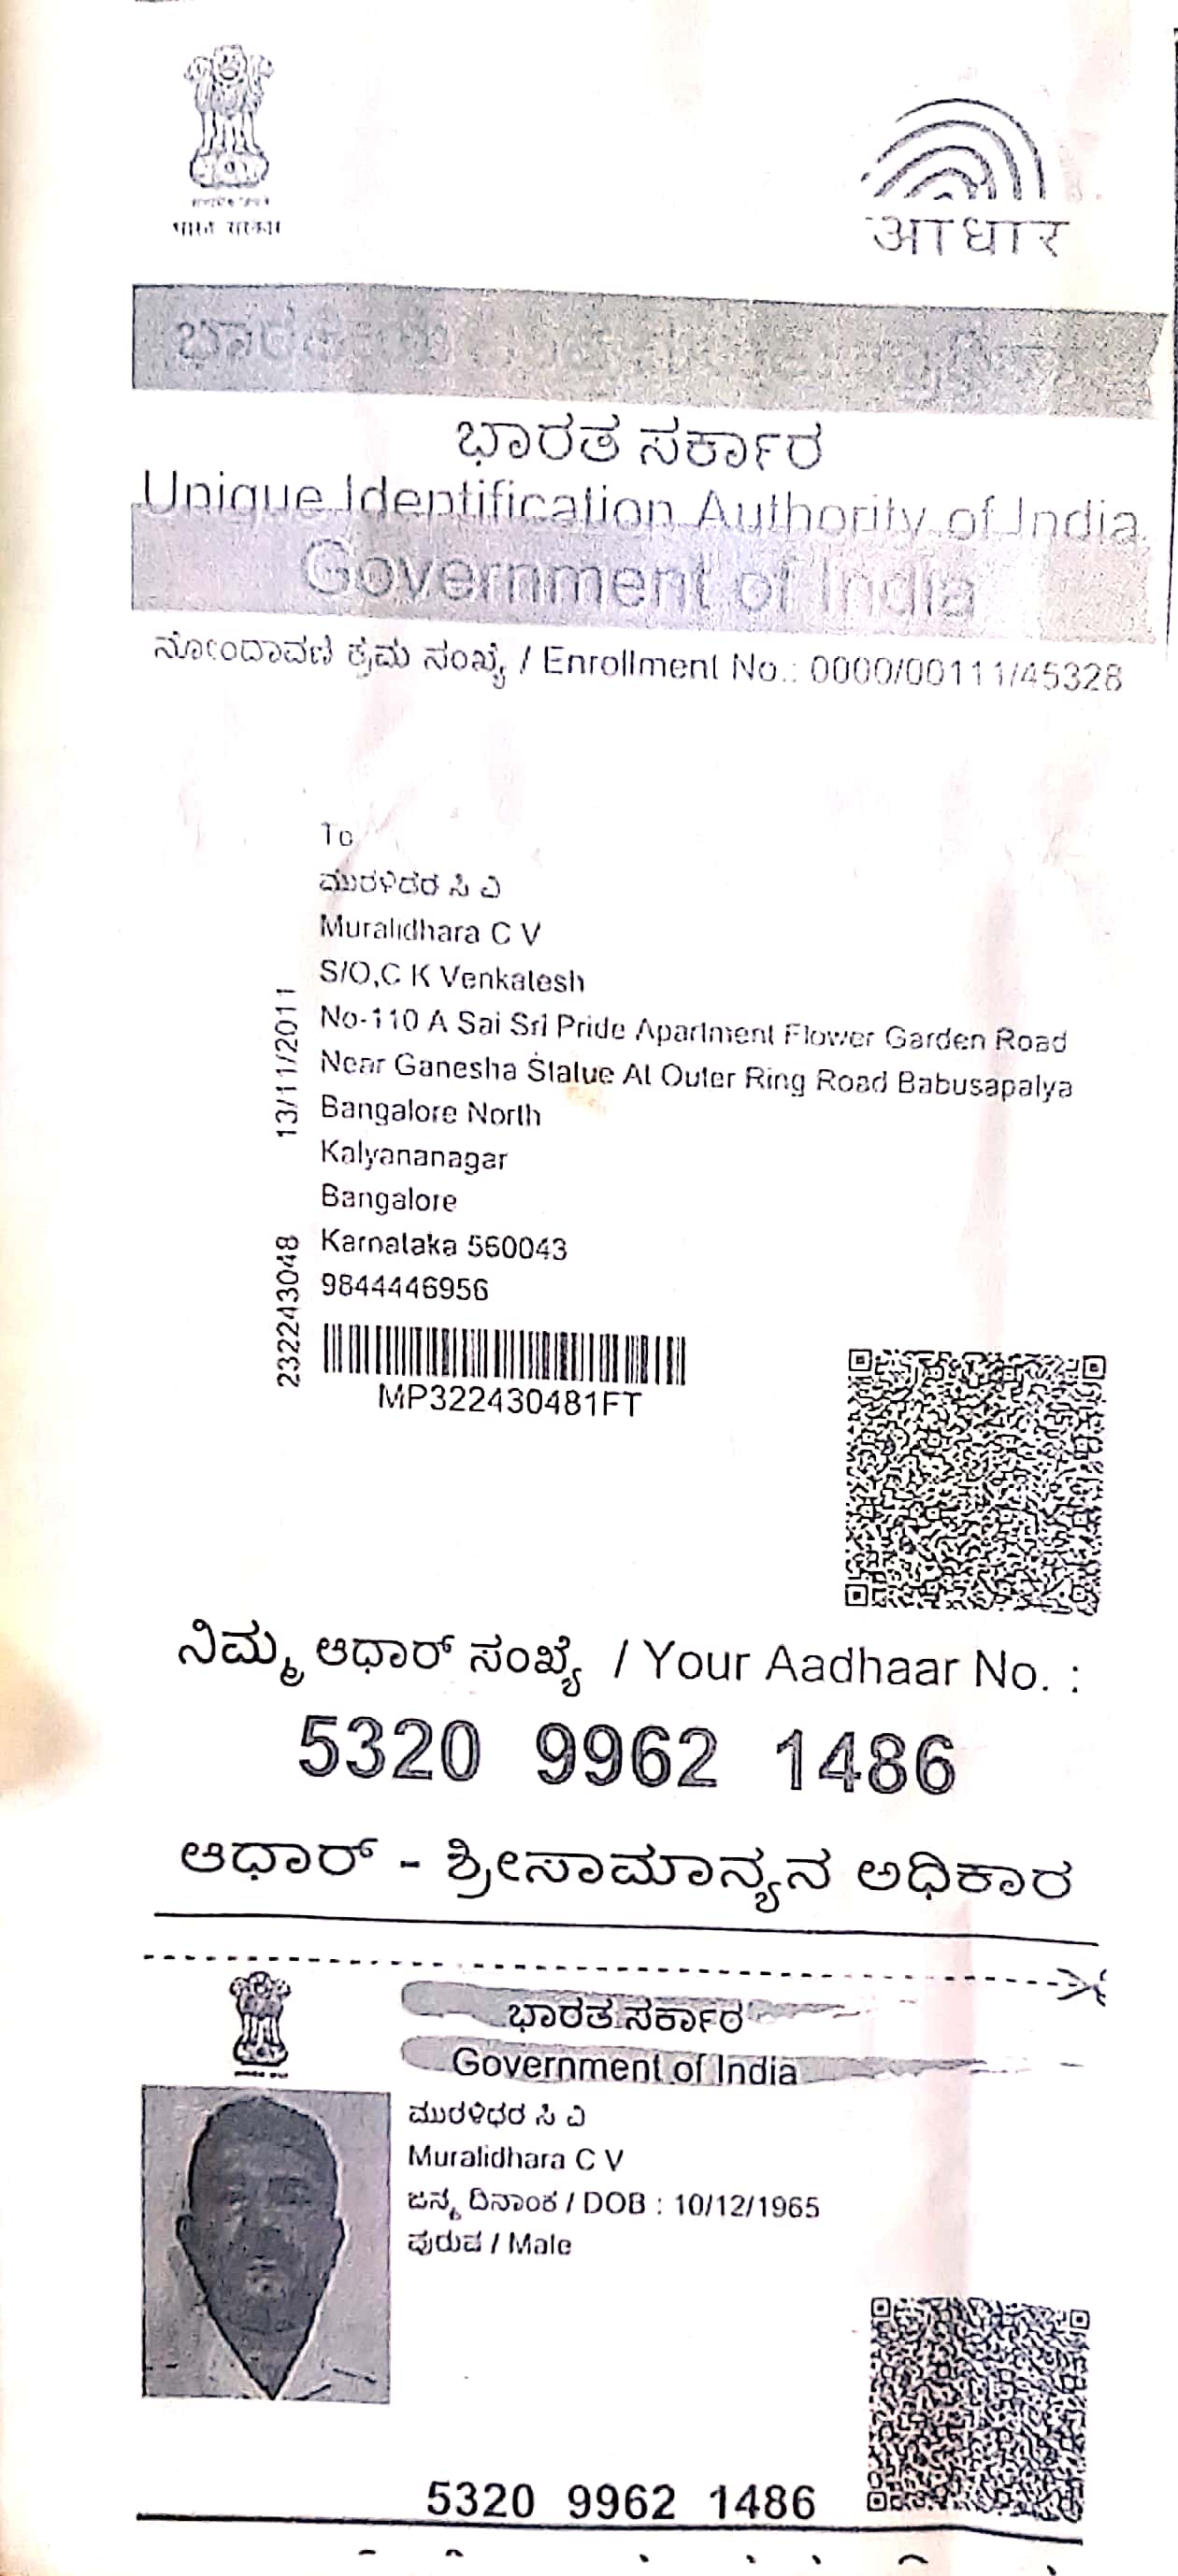 भारत सरकार
आधार
ಭಾರತ ಸರ್ಕಾರ
Unique Identification Authority of India
Government of India
ನೋಂದಾವಣಿ ಕ್ರಮ ಸಂಖ್ಯೆ / Enrollment No.: 0000/00111/45328
To
ಮುರಳಿದರ ಸಿ ವಿ
Muralidhara C V
S/O,C K Venkatesh
No-110 A Sai Sri Pride Apartment Flower Garden Road
Near Ganesha Statue At Outer Ring Road Babusapalya
Bangalore North
Kalyananagar
Bangalore
Karnataka 560043
9844446956
13/11/2011
232243048
MP322430481FT
ನಿಮ್ಮ ಆಧಾರ್ ಸಂಖ್ಯೆ / Your Aadhaar No. :
5320 9962 1486
ಆಧಾರ್ - ಶ್ರೀಸಾಮಾನ್ಯನ ಅಧಿಕಾರ
ಭಾರತ ಸರ್ಕಾರ
Government of India
ಮುರಳಿಧರ ಸಿ ವಿ
Muralidhara C V
ಜನ್ಮ ದಿನಾಂಕ / DOB : 10/12/1965
ಪುರುಷ / Male
5320 9962 1486